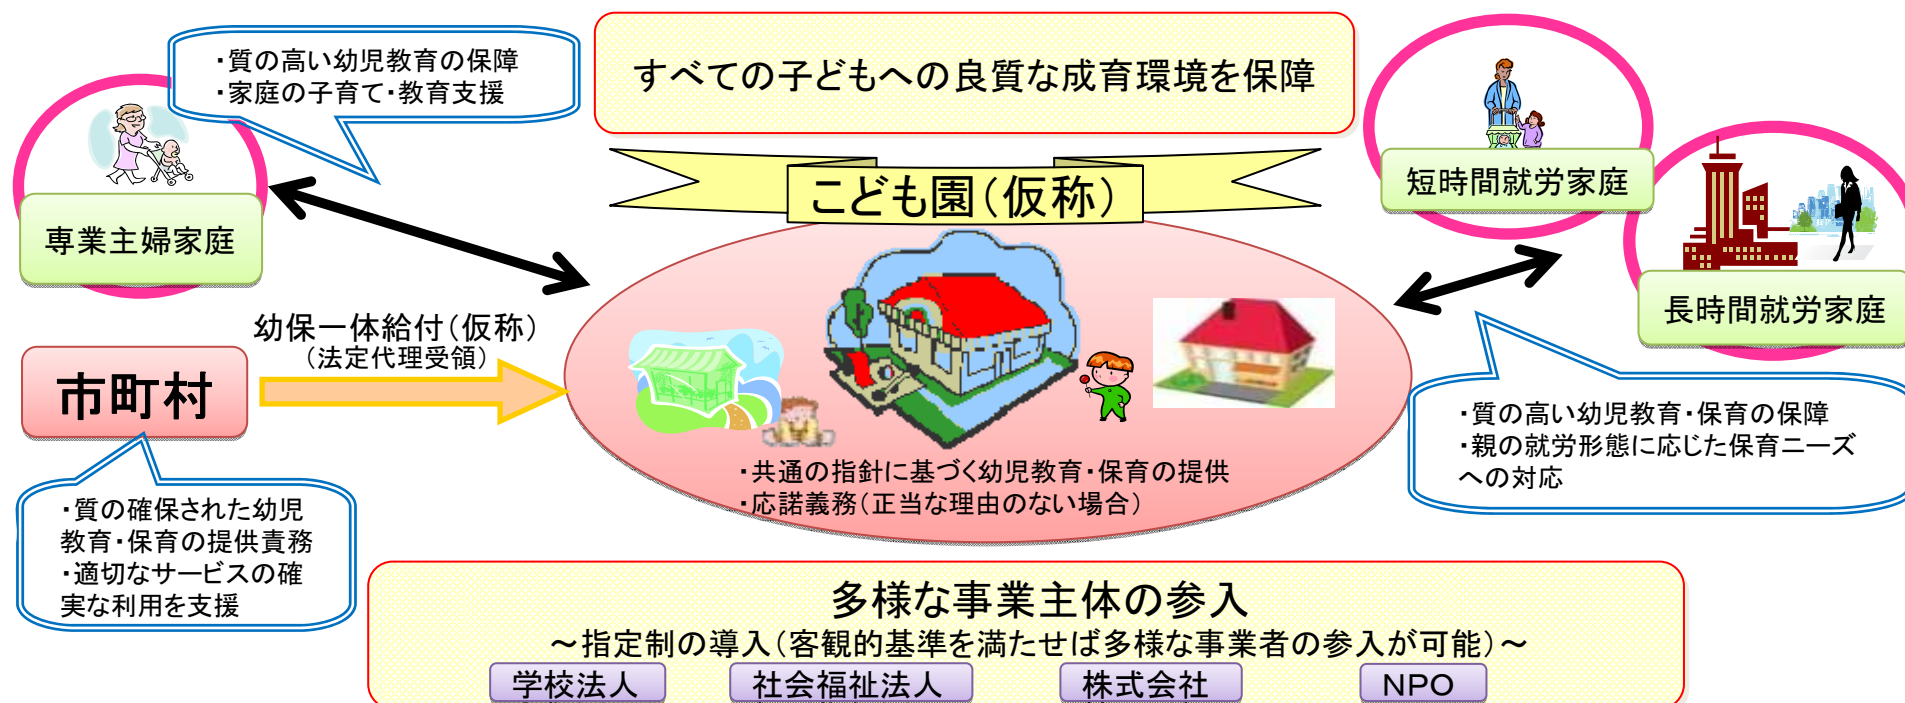 ・質の高い幼児教育の保障
・家庭の子育て・教育支援
すべての子どもへの良質な成育環境を保障
こども園(仮称)
専業主婦家庭
短時間就労家庭
長時間就労家庭
幼保一体給付(仮称)
(法定代理受領)
市町村
・質の確保された幼児
教育・保育の提供責務
・適切なサービスの確
実な利用を支援
・共通の指針に基づく幼児教育・保育の提供
・応諾義務(正当な理由のない場合)
・質の高い幼児教育・保育の保障
・親の就労形態に応じた保育ニーズ
への対応
多様な事業主体の参入
～指定制の導入(客観的基準を満たせば多様な事業者の参入が可能)～
学校法人
社会福祉法人
株式会社
NPO